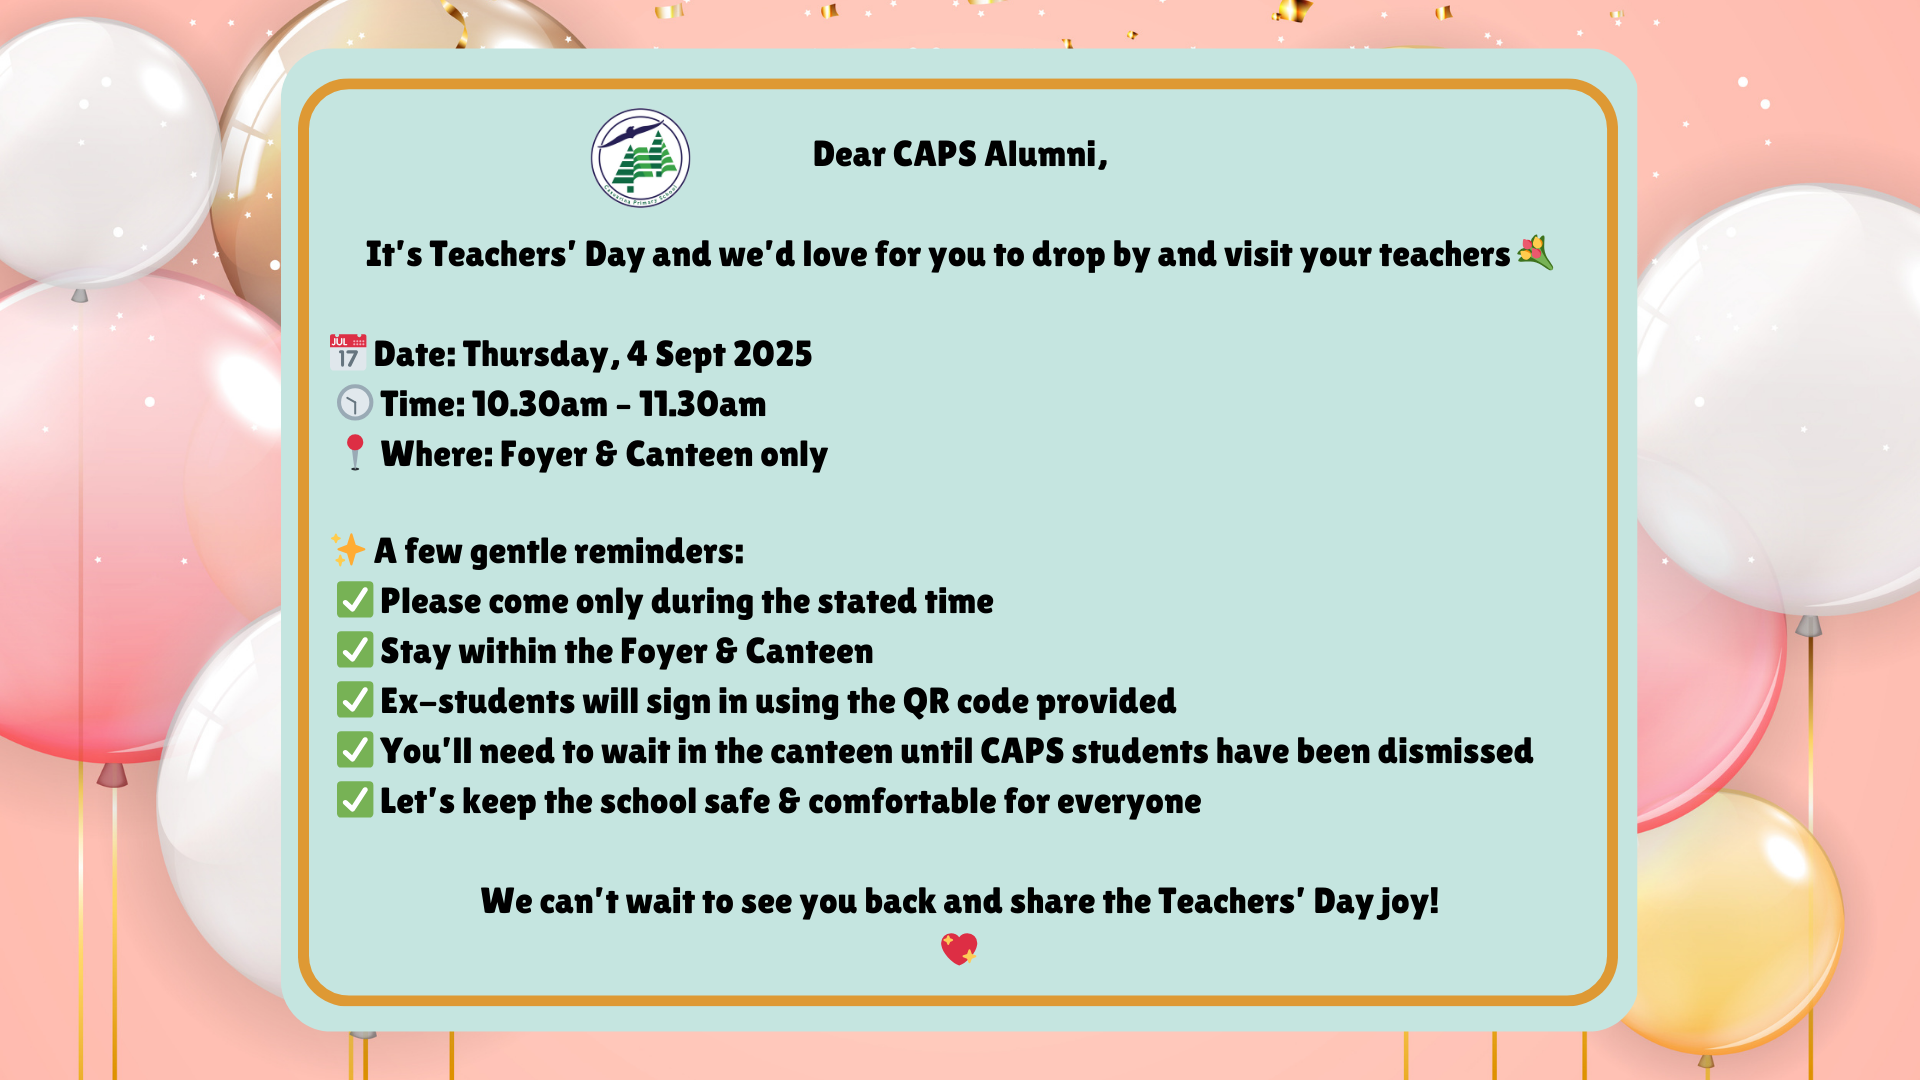 Dear CAPS Alumni,
It's Teachers' Day and we'd love for you to drop by and visit your teachers 💐
JUL
17
Date: Thursday, 4 Sept 2025
Time: 10.30am - 11.30am
Where: Foyer & Canteen only
✨ A few gentle reminders:
✅ Please come only during the stated time
✅ Stay within the Foyer & Canteen
✅ Ex-students will sign in using the QR code provided
✅ You'll need to wait in the canteen until CAPS students have been dismissed
✅ Let's keep the school safe & comfortable for everyone
We can't wait to see you back and share the Teachers' Day joy!
💖
Casuarina Primary School